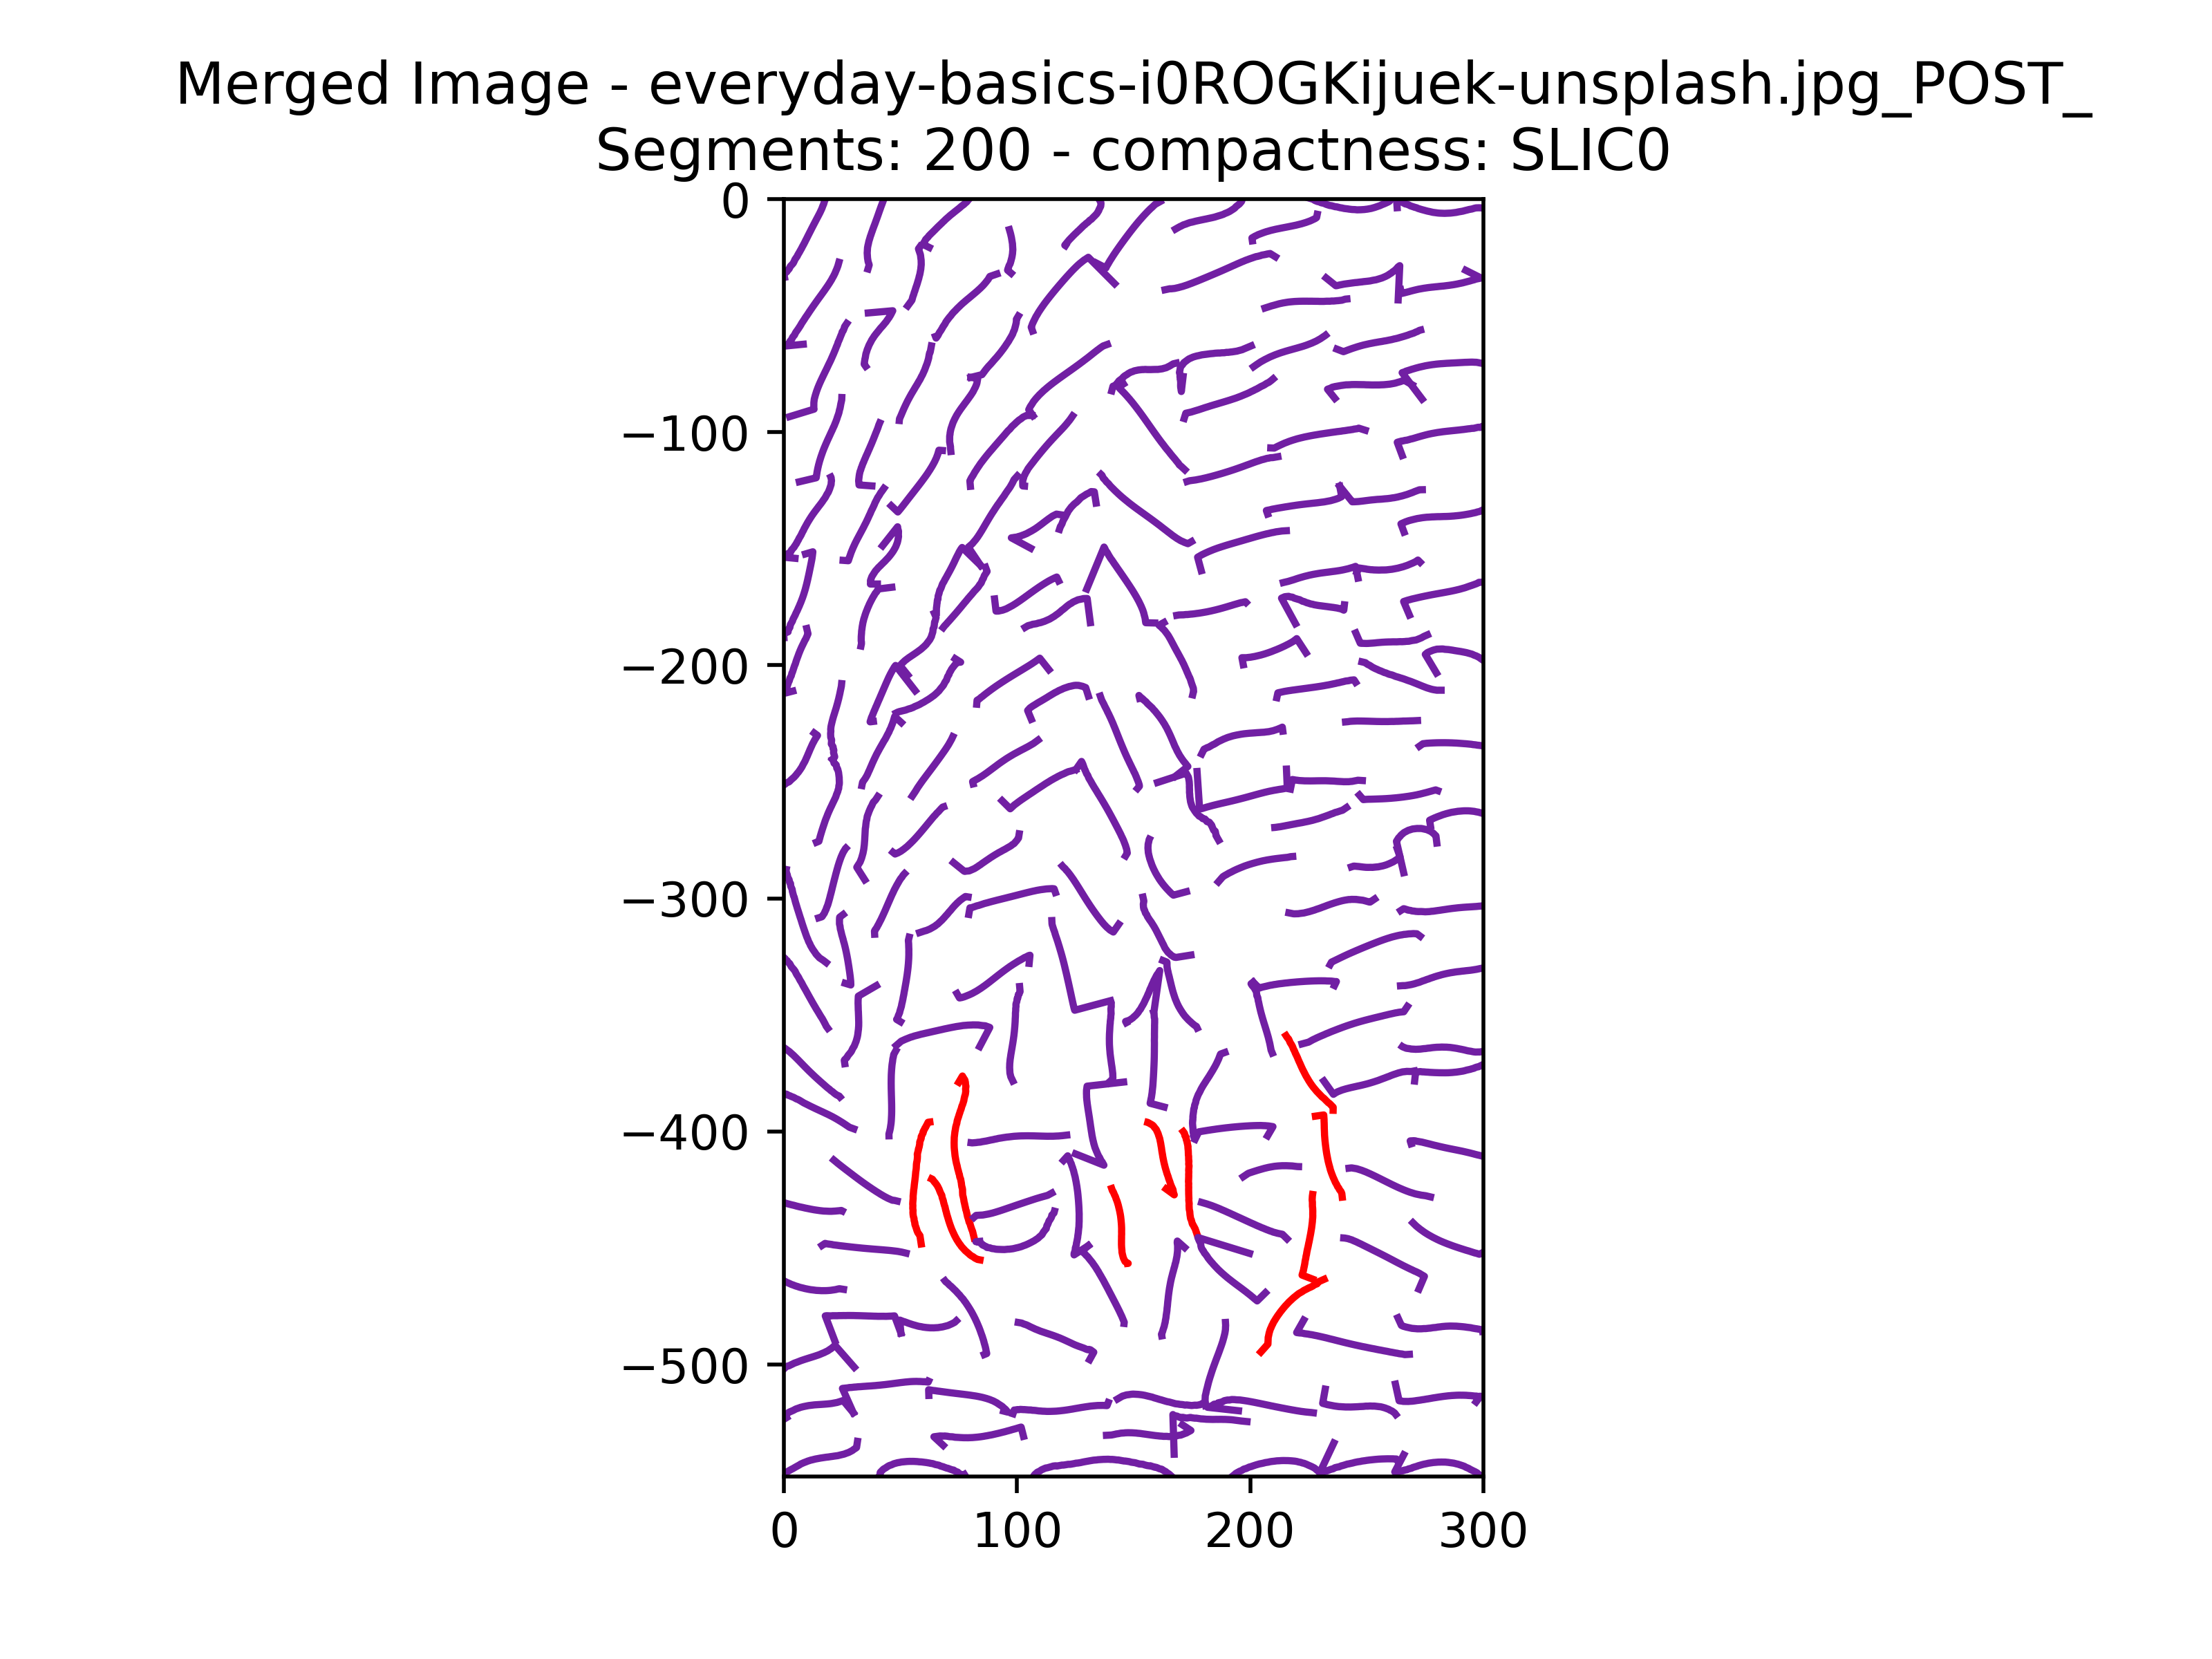 Merged Image - everyday-basics-i0ROGKijuek-unsplash.jpg_POST_
Segments: 200 - compactness: SLIC0
0
−100
−200
−300
−400
−500
0 100 200 300